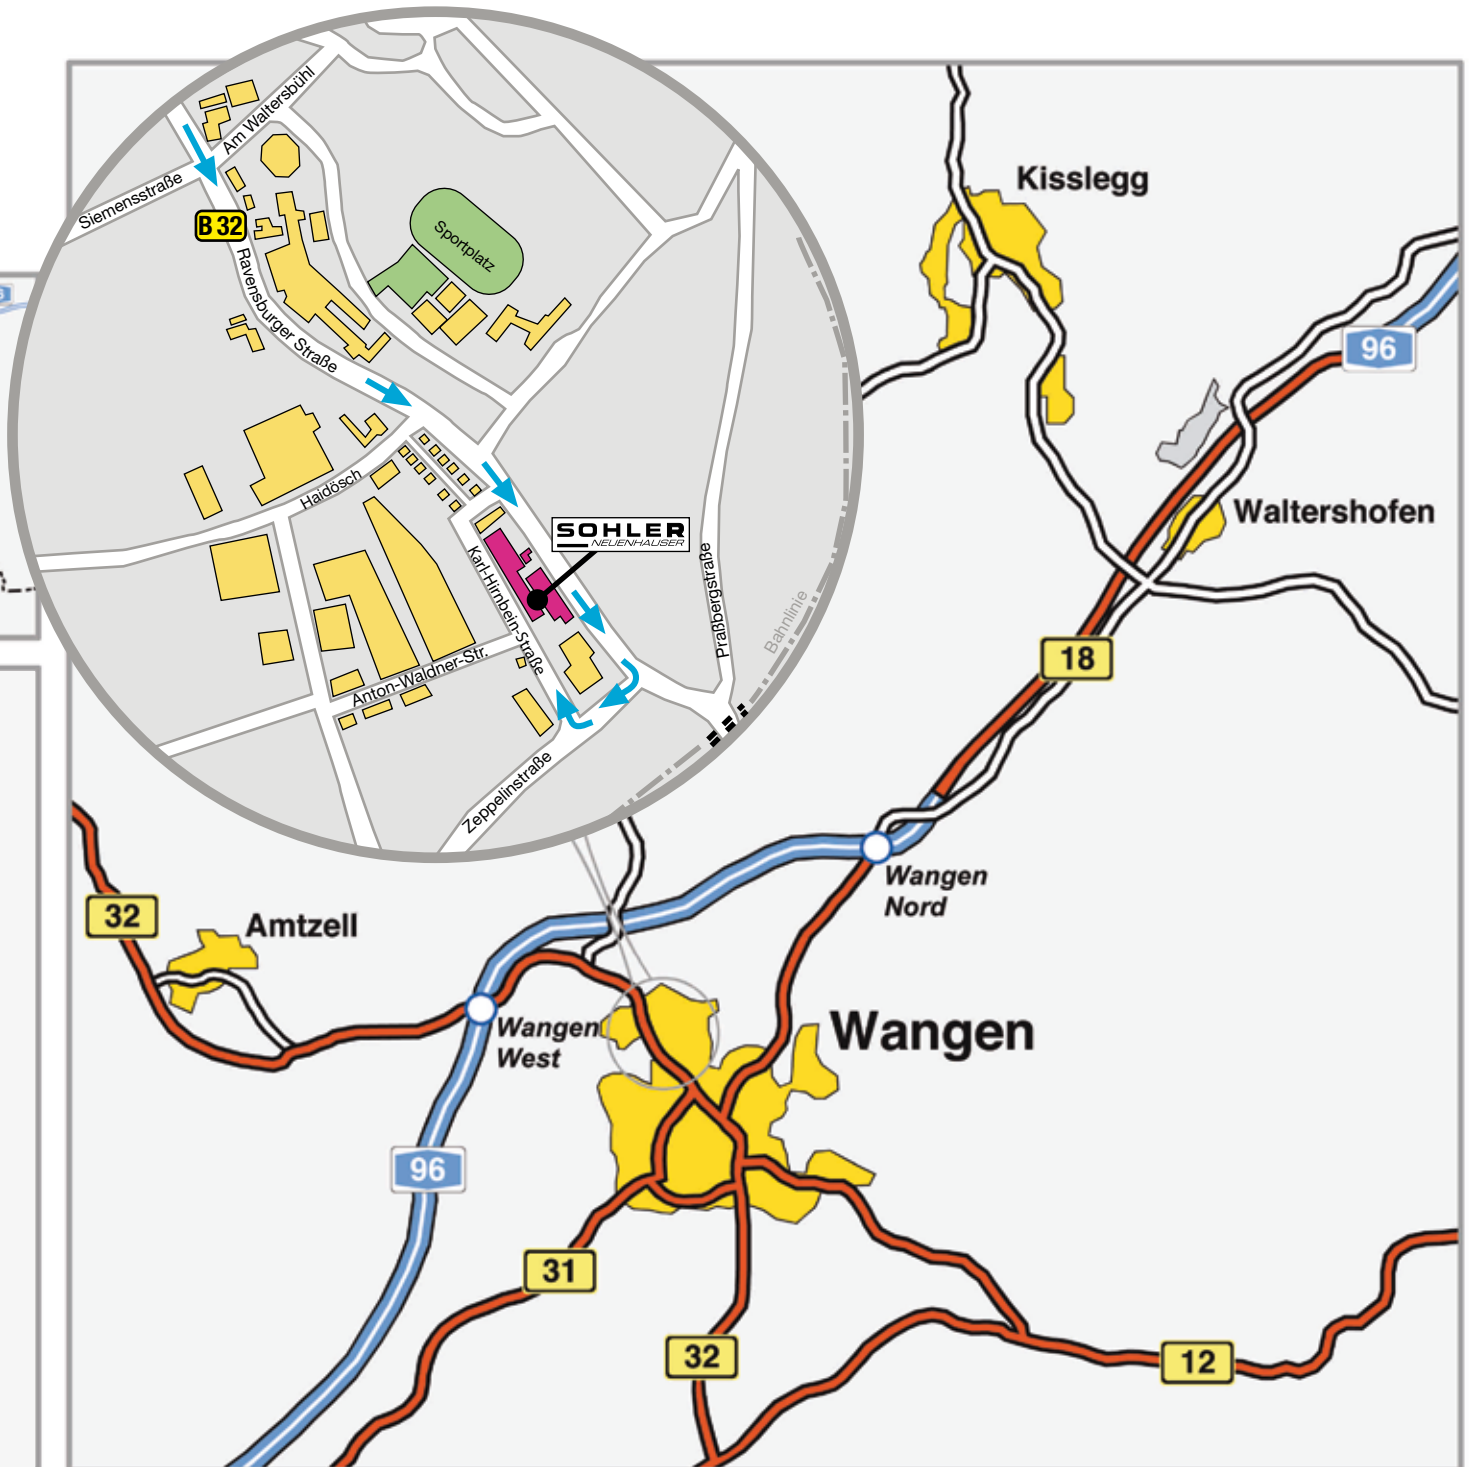 Am Waltersbühl
Siemensstraße
B 32
Ravensburger Straße
Sportplatz
Haidösch
SOHLER
NEUENHAUSER
Karl-Hirnbein-Straße
Praßbergstraße
Bahnlinie
Anton-Waldner-Str.
Zeppelinstraße
Kisslegg
96
Waltershofen
18
Wangen
Nord
32
Amtzell
Wangen
West
Wangen
96
31
32
12